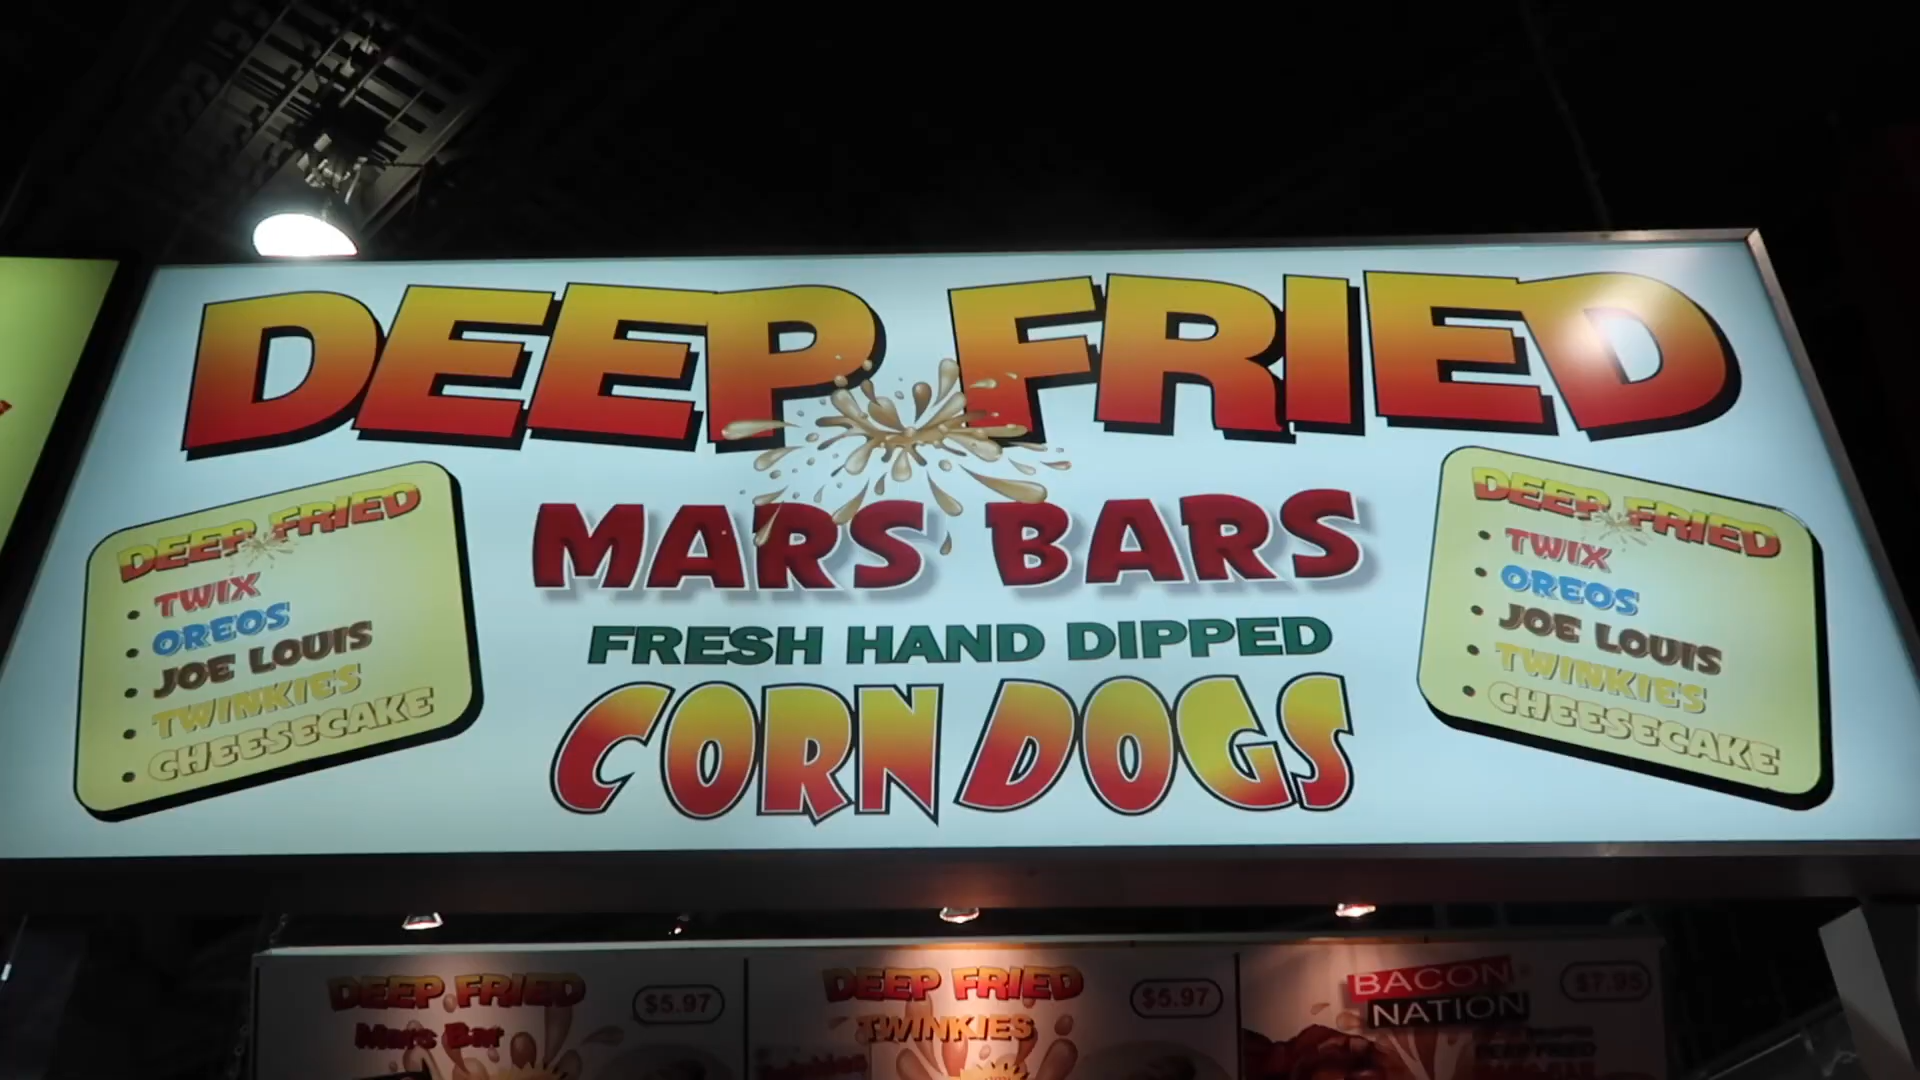 DEEP FRIED
MARS BARS
FRESH HAND DIPPED
CORN DOGS
DEEP FRIED
• TWIX
• OREOS
• JOE LOUIS
• TWINKIES
• CHEESECAKE
DEEP FRIED
• TWIX
• OREOS
• JOE LOUIS
• TWINKIES
• CHEESECAKE
DEEP FRIED
Mars Bar
$5.97
DEEP FRIED
TWINKIES
$5.97
BACON
NATION
$7.95